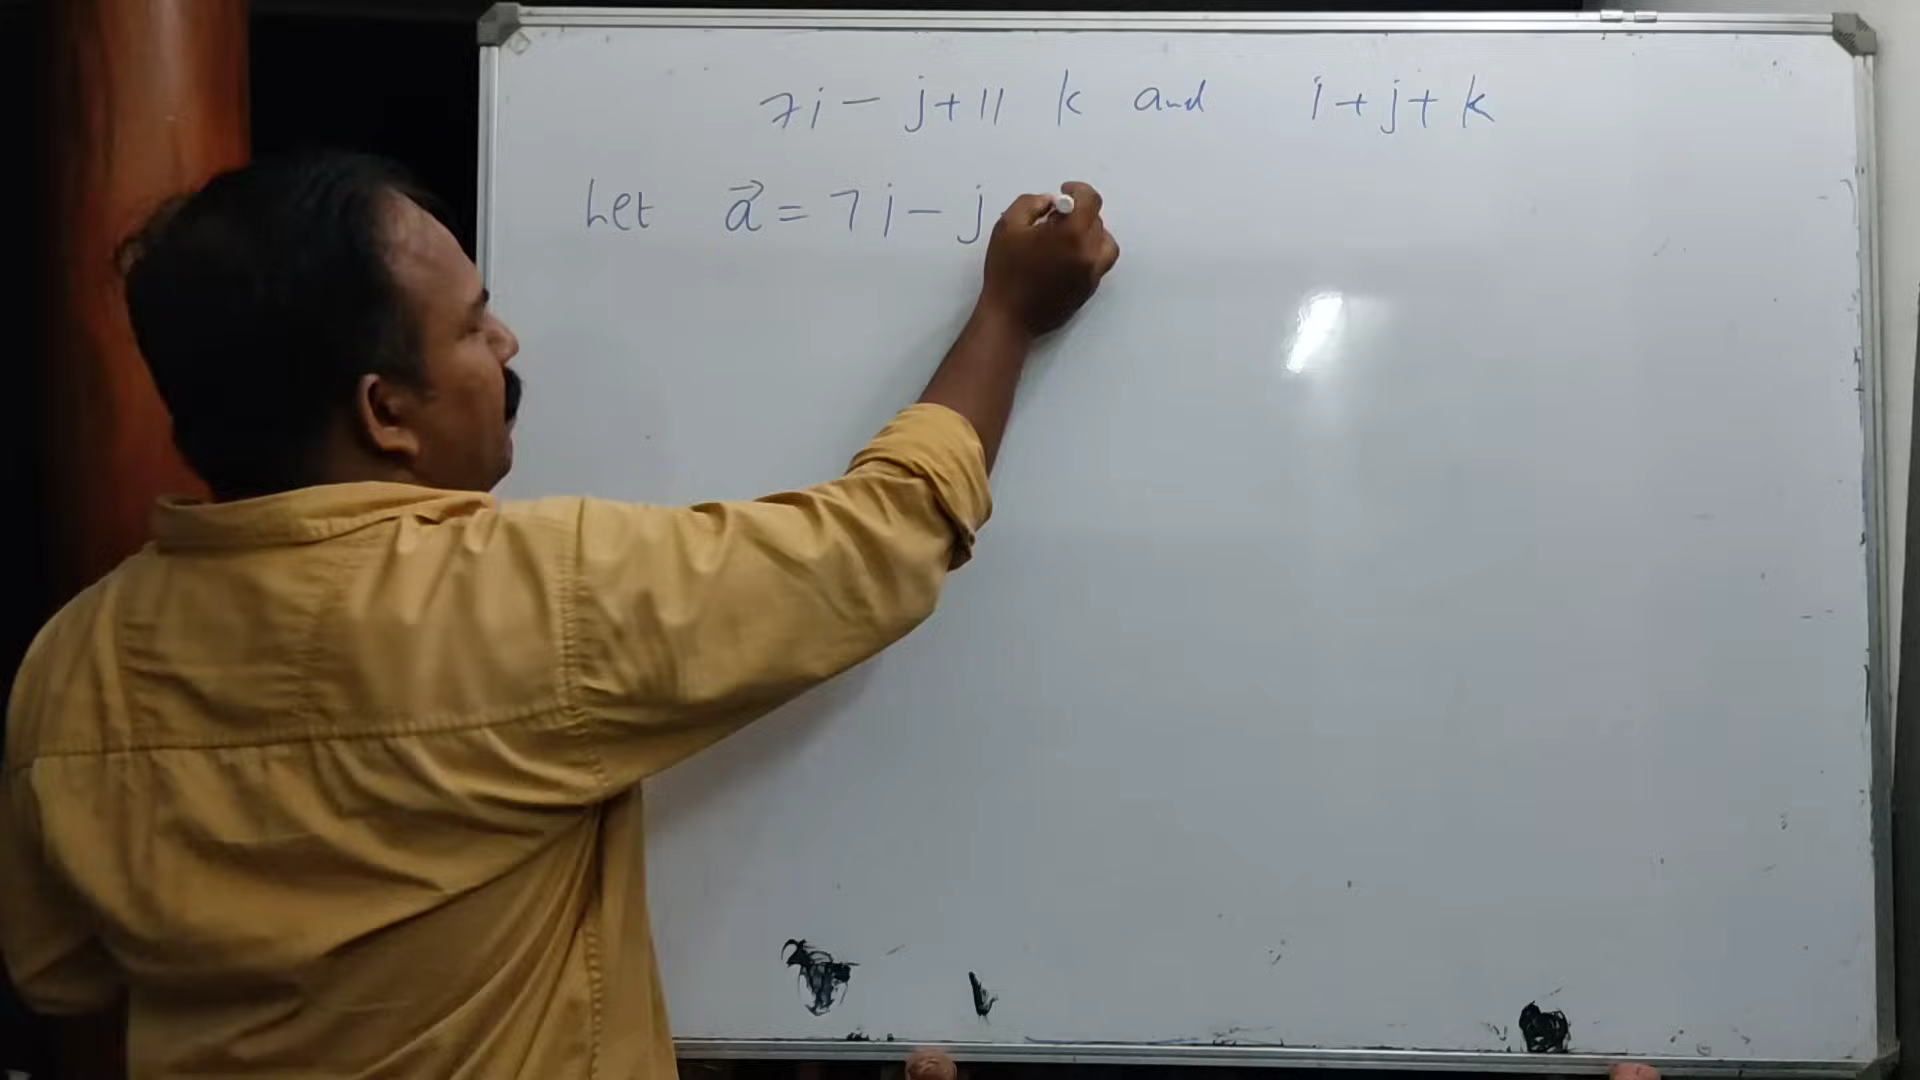 7i - j + 11 k and i + j + k
Let a⃗ = 7i - j